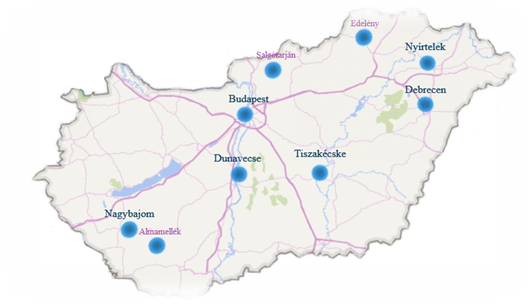 Edelény
Nyírtelek
Salgótarján
Debrecen
Budapest
Tiszakécske
Dunavecse
Nagybajom
Almamellék